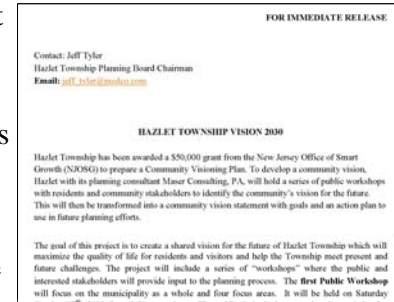 t
s
FOR IMMEDIATE RELEASE
Contact: Jeff Tyler
Hazlet Township Planning Board Chairman
Email: jeff_tyler@medco.com
HAZLET TOWNSHIP VISION 2030
Hazlet Township has been awarded a $50,000 grant from the New Jersey Office of Smart
Growth (NJOSG) to prepare a Community Visioning Plan. To develop a community vision,
Hazlet with its planning consultant Maser Consulting, PA, will hold a series of public workshops
with residents and community stakeholders to identify the community's vision for the future.
This will then be transformed into a community vision statement with goals and an action plan to
use in future planning efforts.
The goal of this project is to create a shared vision for the future of Hazlet Township which will
maximize the quality of life for residents and visitors and help the Township meet present and
future challenges. The project will include a series of "workshops" where the public and
interested stakeholders will provide input to the planning process. The first Public Workshop
will focus on the municipality as a whole and four focus areas. It will be held on Saturday